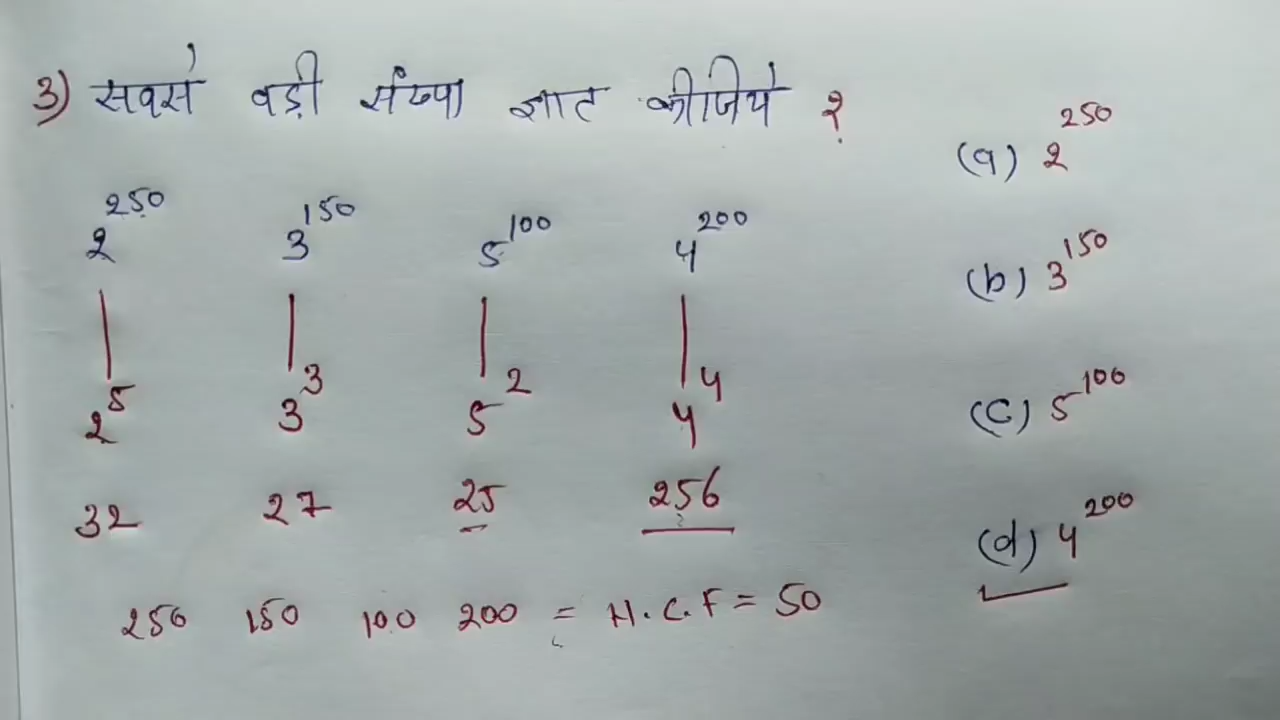 3) सबसे बड़ी संख्या ज्ञात कीजिये ?
2^250 3^150 5^100 4^200
2^5 3^3 5^2 4^4
32 27 25 256
250 150 100 200 = H.C.F = 50
(a) 2^250
(b) 3^150
(c) 5^100
(d) 4^200